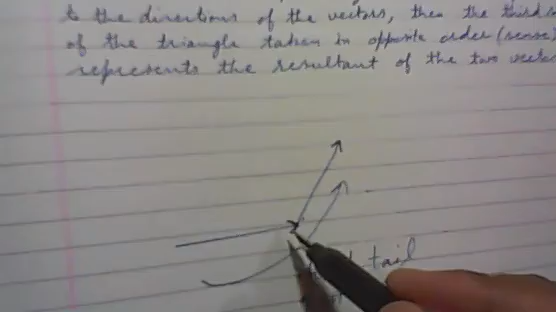 to the directions of the vectors, then the third
of the triangle taken in opposite order (sense)
represents the resultant of the two
tail